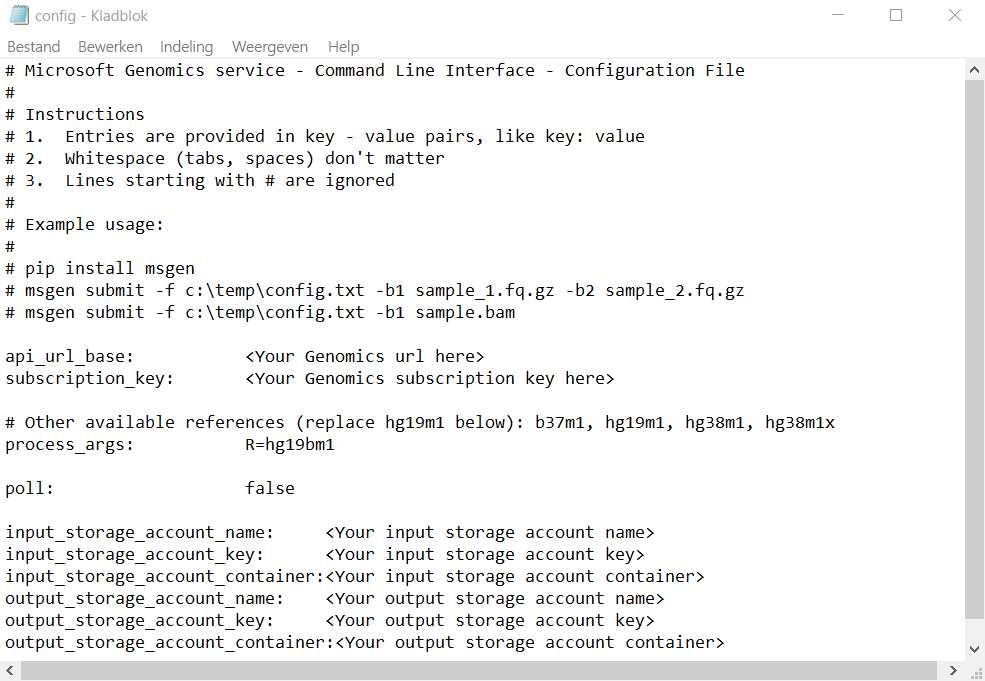 config - Kladblok
Bestand Bewerken Indeling Weergeven Help
# Microsoft Genomics service - Command Line Interface - Configuration File
#
# Instructions
# 1.  Entries are provided in key - value pairs, like key: value
# 2.  Whitespace (tabs, spaces) don't matter
# 3.  Lines starting with # are ignored
#
# Example usage:
#
# pip install msgen
# msgen submit -f c:\temp\config.txt -b1 sample_1.fq.gz -b2 sample_2.fq.gz
# msgen submit -f c:\temp\config.txt -b1 sample.bam
api_url_base:           <Your Genomics url here>
subscription_key:       <Your Genomics subscription key here>
# Other available references (replace hg19m1 below): b37m1, hg19m1, hg38m1, hg38m1x
process_args:           R=hg19bm1
poll:                   false
input_storage_account_name:     <Your input storage account name>
input_storage_account_key:      <Your input storage account key>
input_storage_account_container:<Your input storage account container>
output_storage_account_name:    <Your output storage account name>
output_storage_account_key:     <Your output storage account key>
output_storage_account_container:<Your output storage account container>